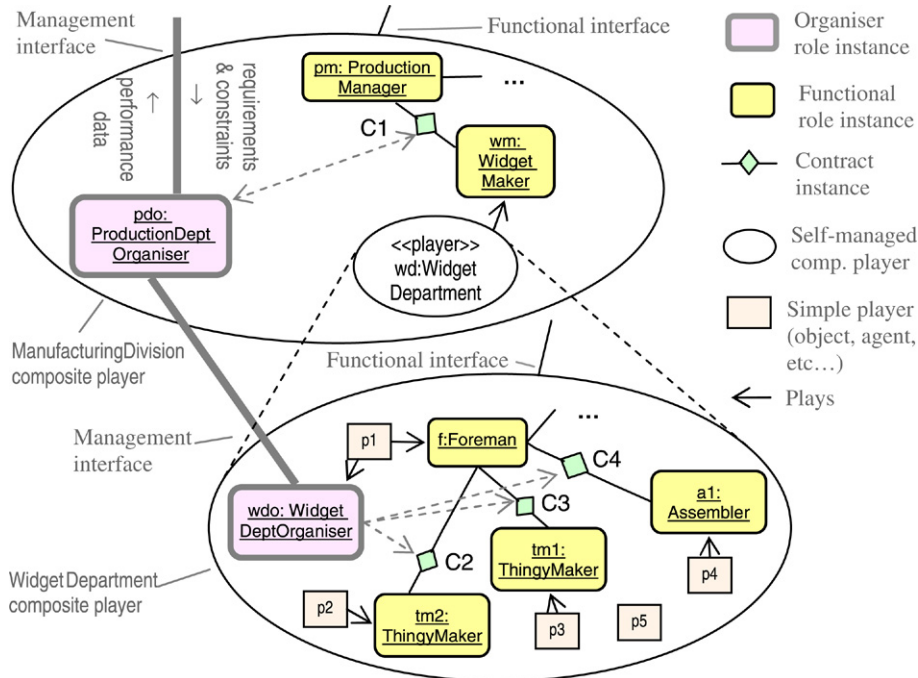 Management
interface
Functional interface
Organiser
role instance
pm: Production
Manager
...
performance
data
requirements
& constraints
C1
wm:
Widget
Maker
Functional
role instance
Contract
instance
pdo:
ProductionDept
Organiser
<<player>>
wd:Widget
Department
Self-managed
comp. player
Simple player
(object, agent,
etc...)
Plays
ManufacturingDivision
composite player
Functional interface
Management
interface
...
p1
f:Foreman
C4
wdo: Widget
DeptOrganiser
C3
a1:
Assembler
C2
tm1:
ThingyMaker
p4
WidgetDepartment
composite player
p2
tm2:
ThingyMaker
p3
p5